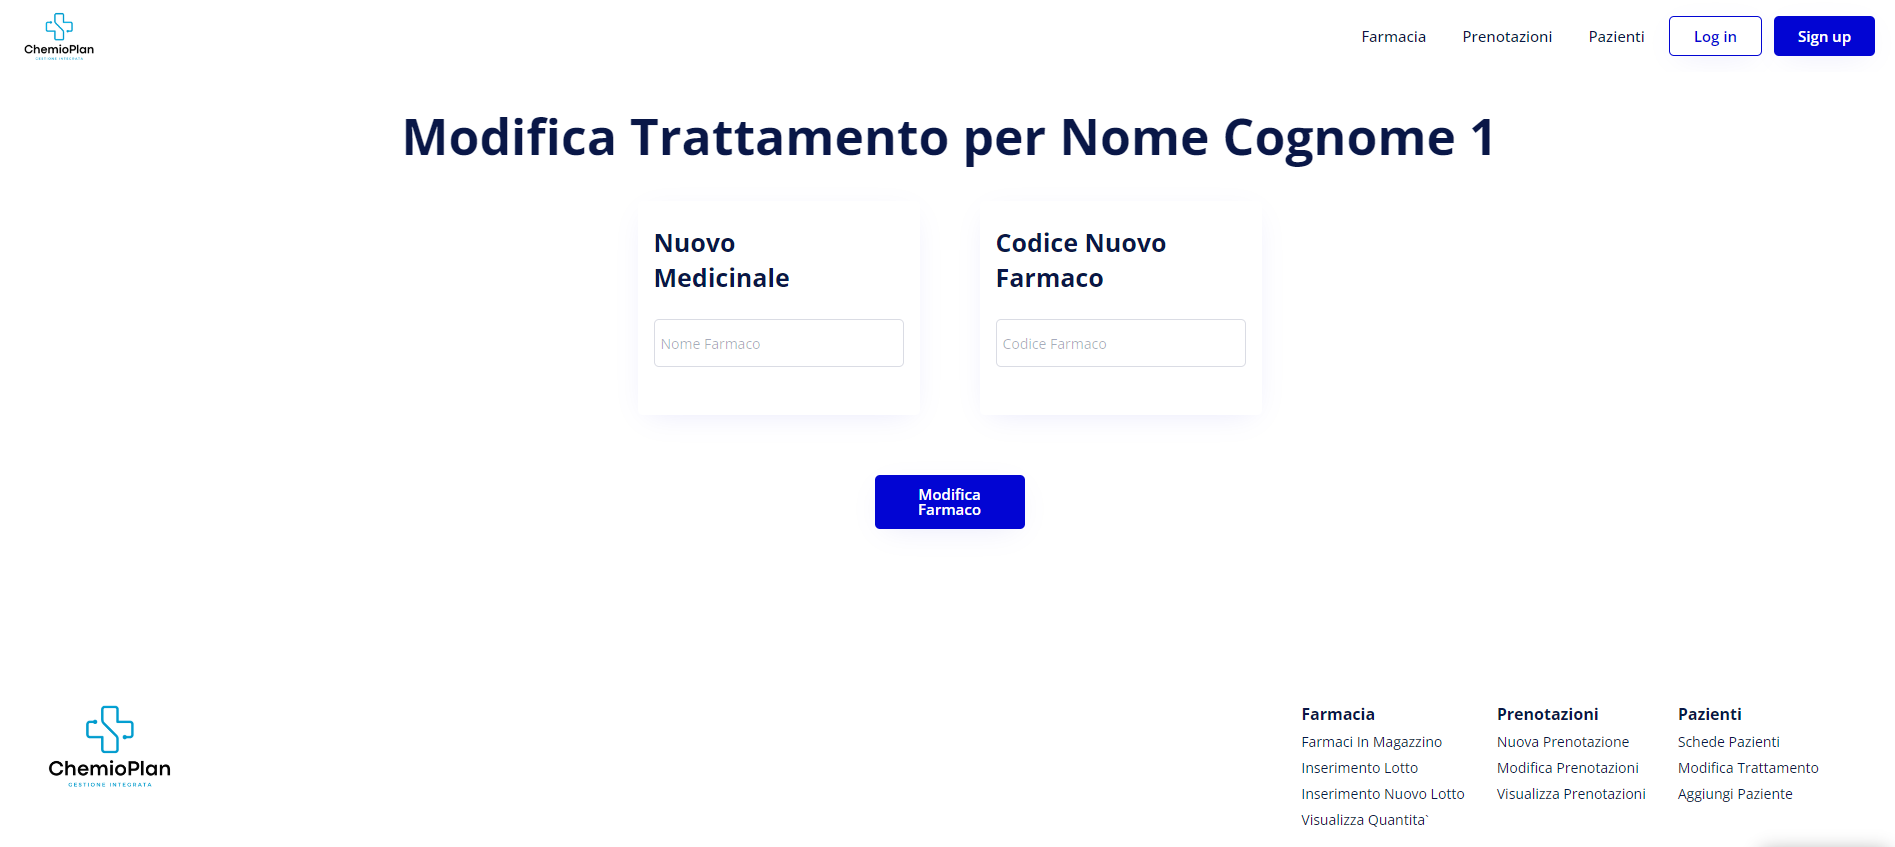 ChemioPlan
GESTIONE INTEGRATA
Farmacia
Prenotazioni
Pazienti
Log in
Sign up
Modifica Trattamento per Nome Cognome 1
Nuovo
Medicinale
Nome Farmaco
Codice Nuovo
Farmaco
Codice Farmaco
Modifica
Farmaco
ChemioPlan
GESTIONE INTEGRATA
Farmacia
Farmaci In Magazzino
Inserimento Lotto
Inserimento Nuovo Lotto
Visualizza Quantita`
Prenotazioni
Nuova Prenotazione
Modifica Prenotazioni
Visualizza Prenotazioni
Pazienti
Schede Pazienti
Modifica Trattamento
Aggiungi Paziente